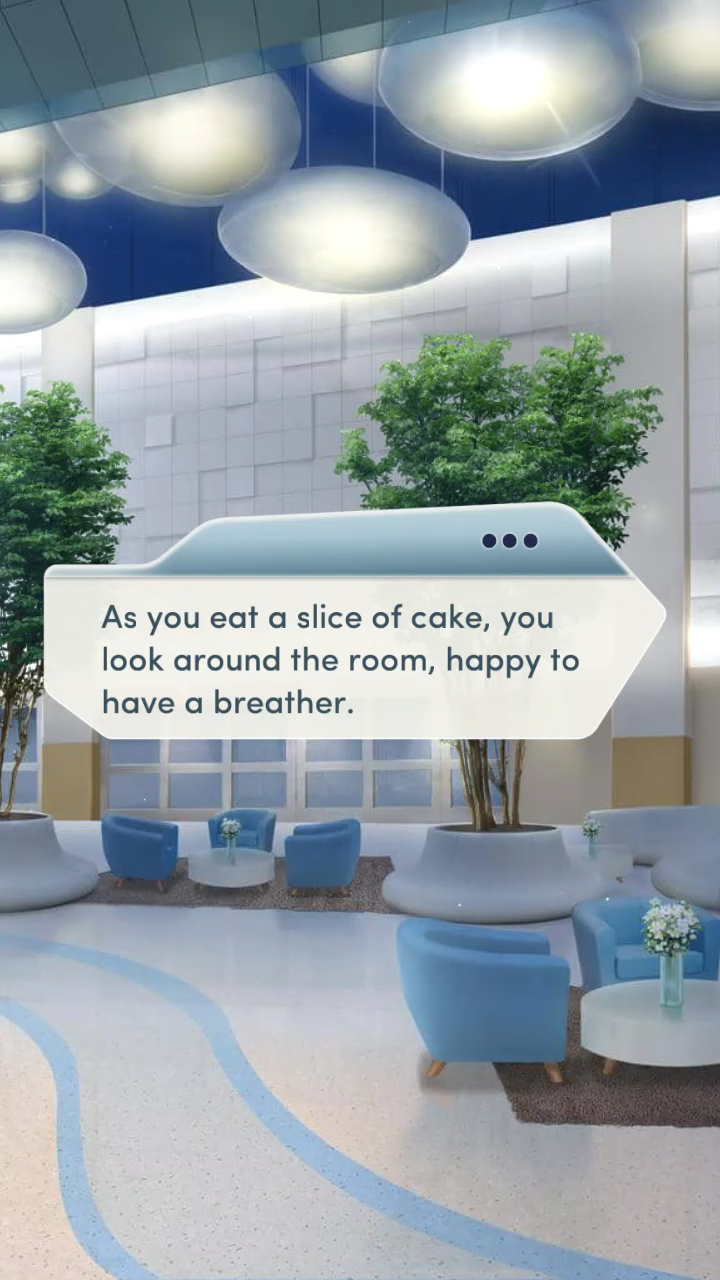 As you eat a slice of cake, you
look around the room, happy to
have a breather.